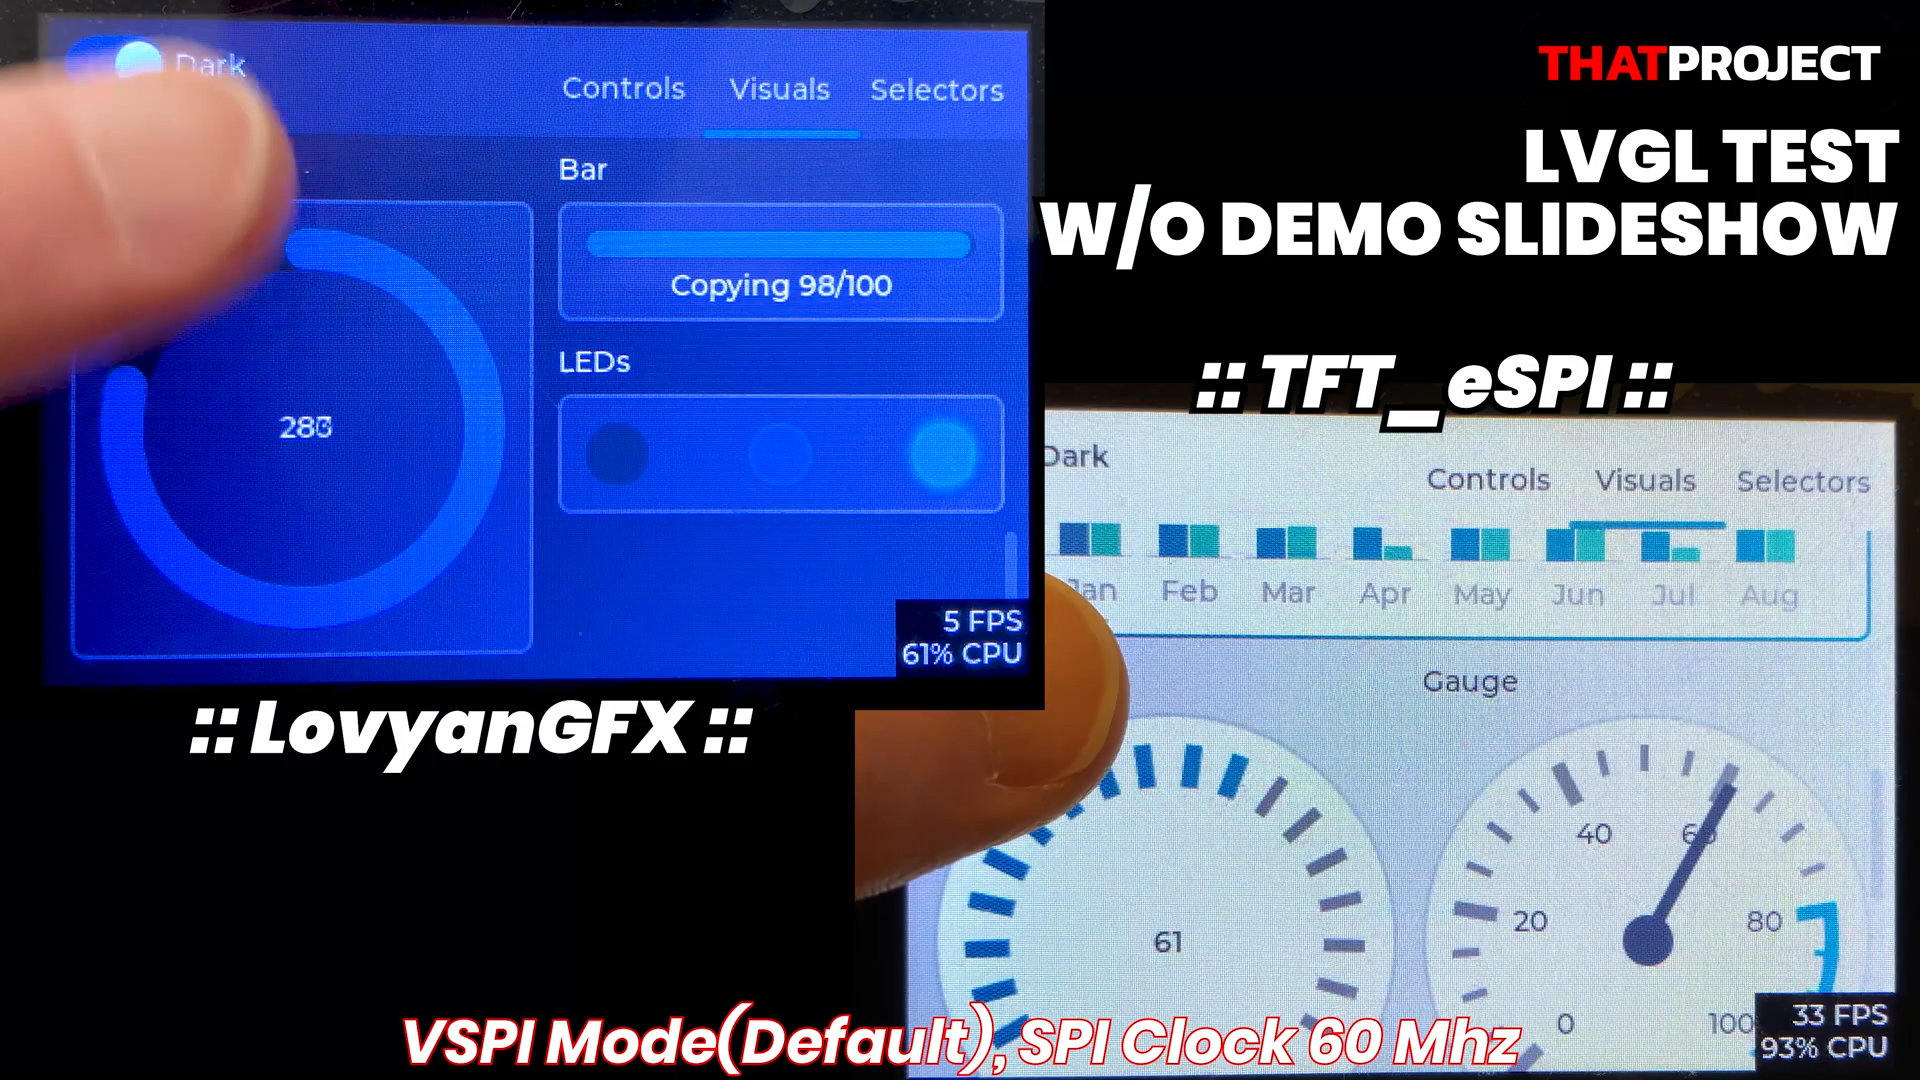 THATPROJECT
LVGL TEST
W/O DEMO SLIDESHOW
Dark
Controls Visuals Selectors
Bar
Copying 98/100
LEDs
5 FPS
61% CPU
:: LovyanGFX ::
:: TFT_eSPI ::
Dark
Controls Visuals Selectors
Jan Feb Mar Apr May Jun Jul Aug
Gauge
61
0 20 40 60 80 100
33 FPS
93% CPU
VSPI Mode(Default), SPI Clock 60 Mhz